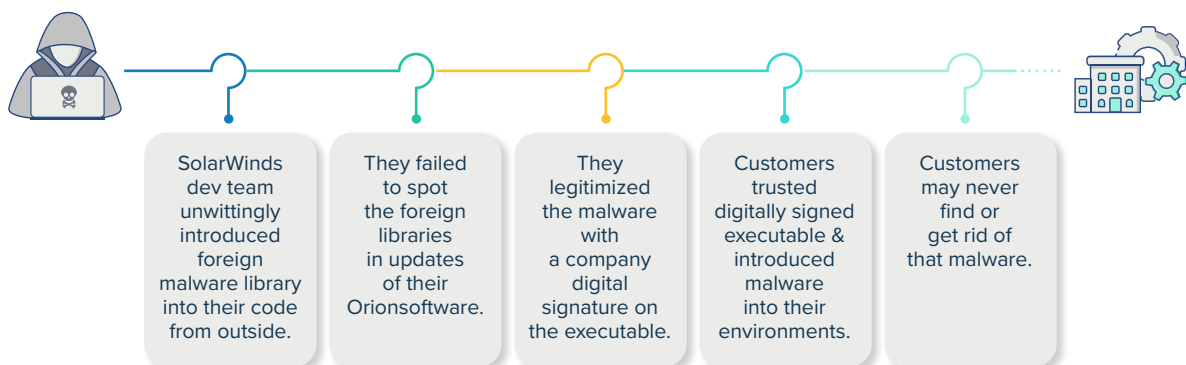 SolarWinds
dev team
unwittingly
introduced
foreign
malware library
into their code
from outside.
They failed
to spot
the foreign
libraries
in updates
of their
Orionsoftware.
They
legitimized
the malware
with
a company
digital
signature on
the executable.
Customers
trusted
digitally signed
executable &
introduced
malware
into their
environments.
Customers
may never
find or
get rid of
that malware.